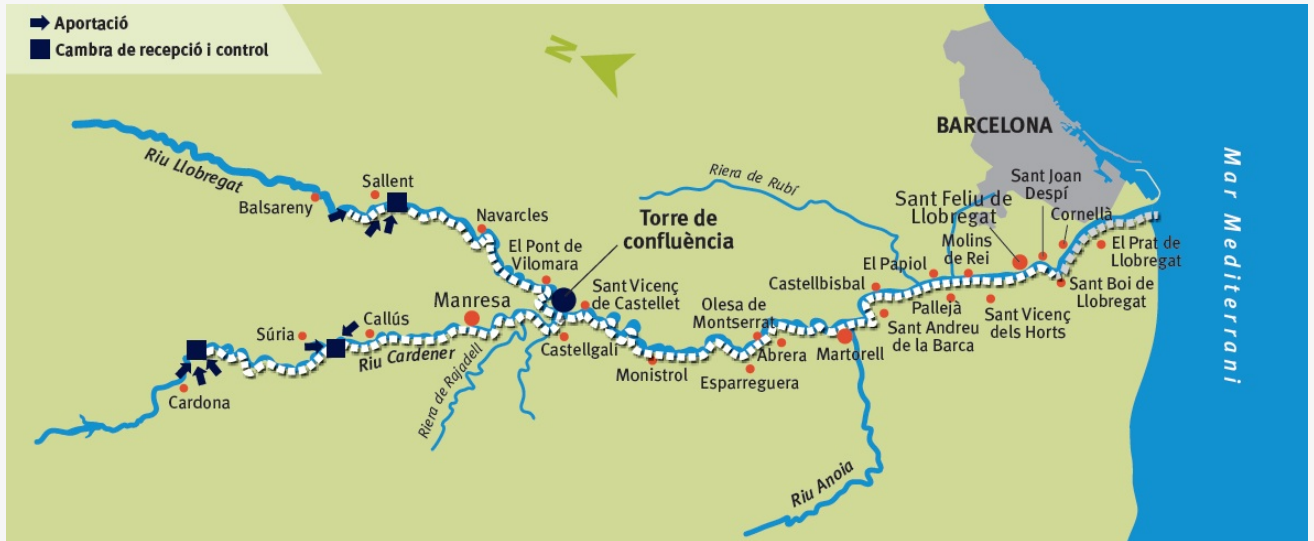 Aportació
Cambra de recepció i control
N
BARCELONA
Mar Mediterrani
Riu Llobregat
Sallent
Balsareny
Navarcles
El Pont de
Vilomara
Torre de
confluència
Riera de Rubí
Sant Feliu de
Llobregat
Sant Joan
Despí
Cornellà
El Prat de
Llobregat
Molins
de Rei
El Papiol
Castellbisbal
Sant Boi de
Llobregat
Sant Vicenç
de Castellet
Olesa de
Montserrat
Pallejà
Sant Vicenç
dels Horts
Sant Andreu
de la Barca
Manresa
Súria
Callús
Riu Cardener
Castellgalí
Abrera
Martorell
Monistrol
Esparreguera
Cardona
Riera de Rajadell
Riu Anoia